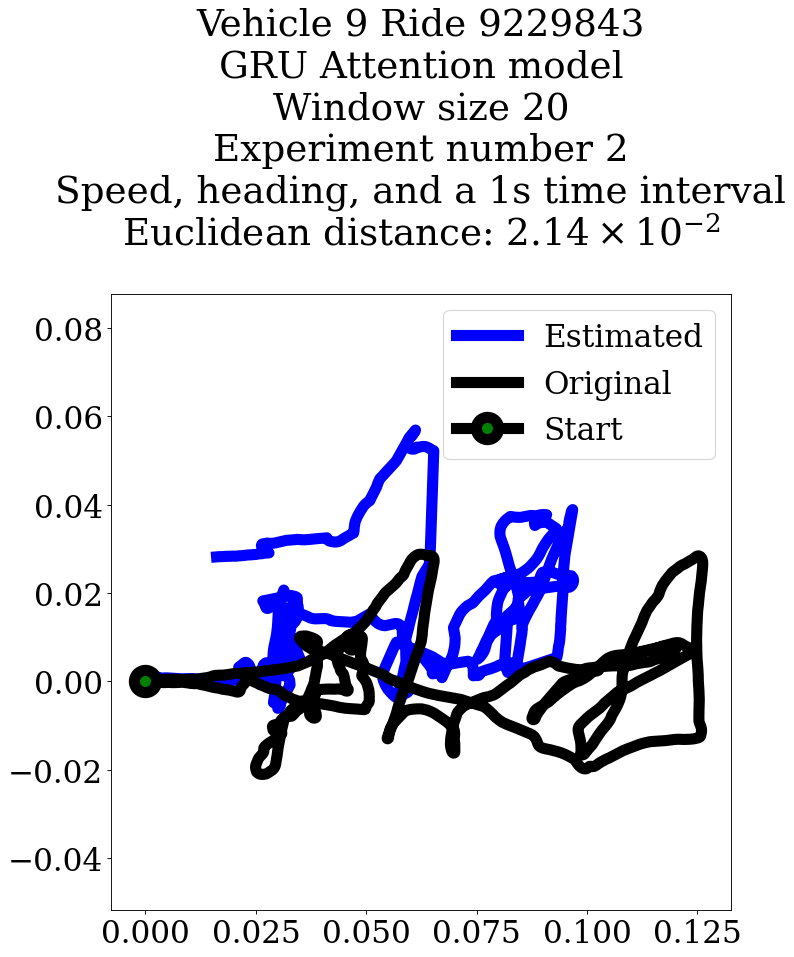 Vehicle 9 Ride 9229843
GRU Attention model
Window size 20
Experiment number 2
Speed, heading, and a 1s time interval
Euclidean distance: 2.14 × 10⁻²
Estimated
Original
Start
0.08
0.06
0.04
0.02
0.00
−0.02
−0.04
0.000 0.025 0.050 0.075 0.100 0.125